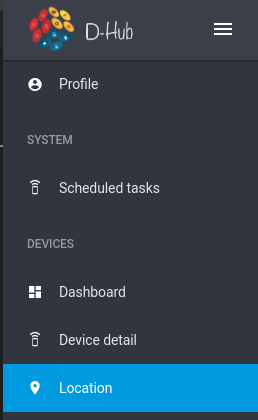 D-Hub
Profile
SYSTEM
Scheduled tasks
DEVICES
Dashboard
Device detail
Location